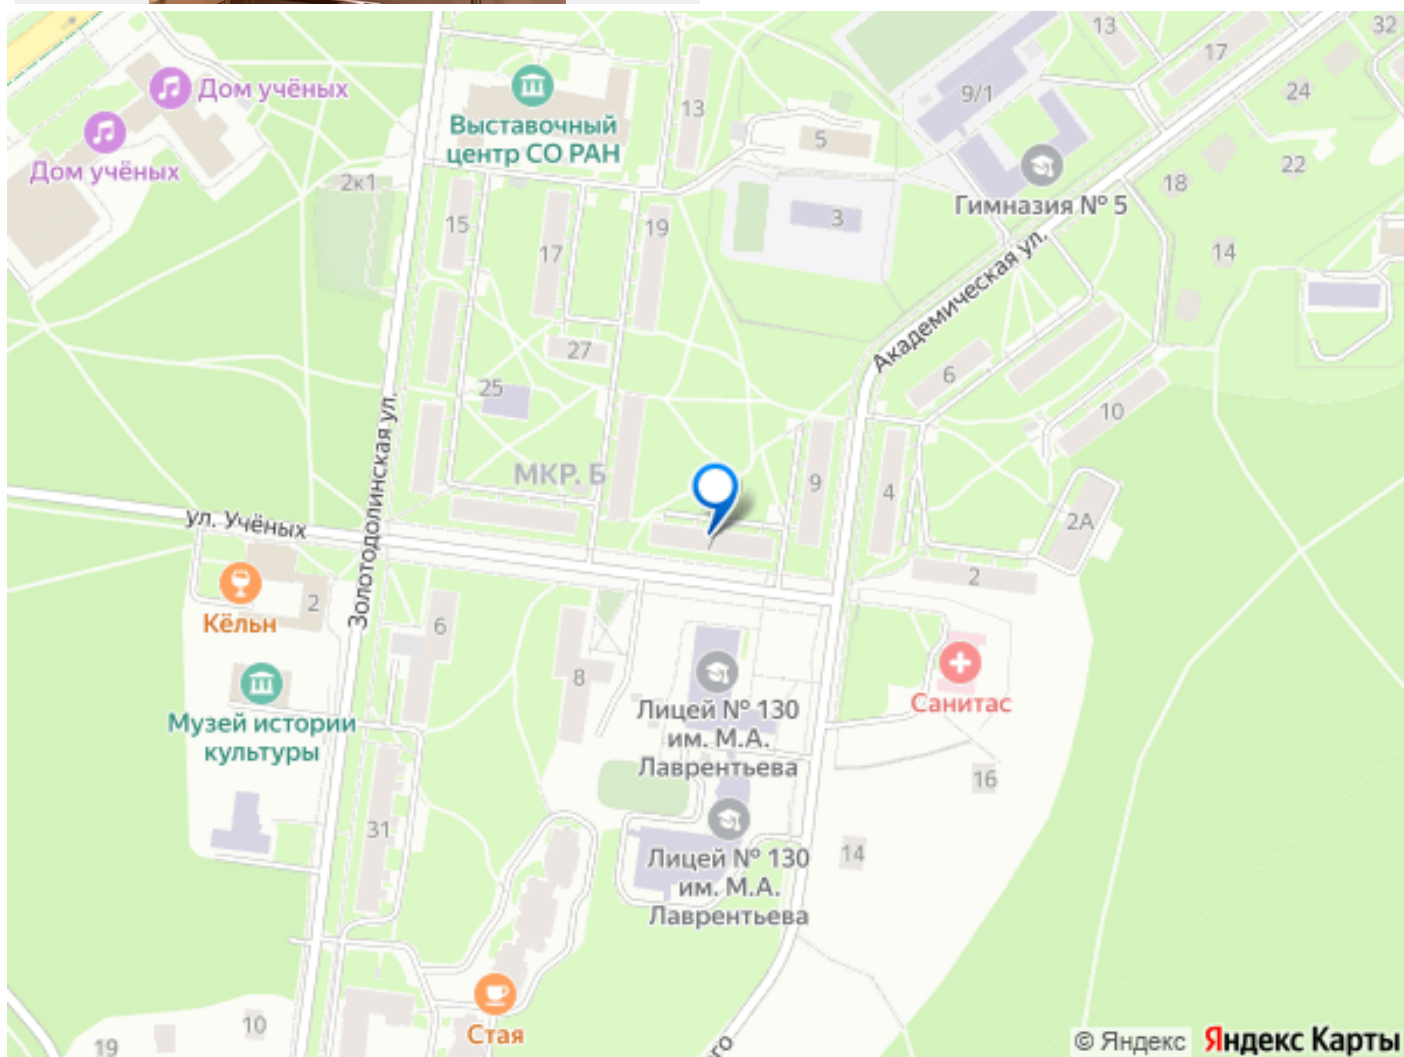 13
32
17
Дом учёных
13
9/1
24
Выставочный
центр СО РАН
5
Дом учёных
22
2к1
18
Гимназия № 5
15
19
3
17
14
Академическая ул.
27
6
25
10
Золотодолинская ул.
МКР. Б
9
4
2А
ул. Учёных
2
2
Кёльн
6
8
Санитас
Лицей № 130
им. М.А.
Лаврентьева
Музей истории
культуры
16
31
14
Лицей № 130
им. М.А.
Лаврентьева
10
Стая
19
го
© Яндекс Яндекс Карты